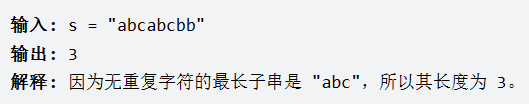 输入: s = "abcabcbb"
输出: 3
解释: 因为无重复字符的最长子串是 "abc"，所以其长度为 3。